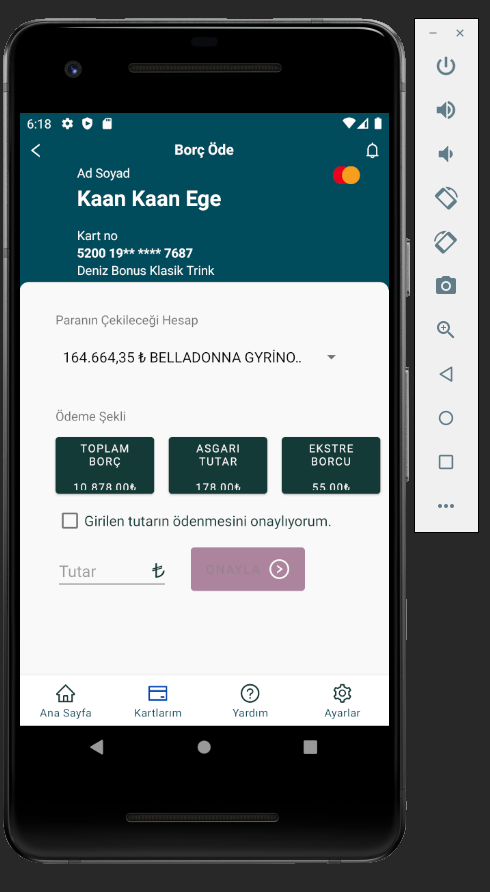 6:18
Borç Öde
Ad Soyad
Kaan Kaan Ege
Kart no
5200 19** **** 7687
Deniz Bonus Klasik Trink
Paranın Çekileceği Hesap
164.664,35 ₺ BELLADONNA GYRİNO..
Ödeme Şekli
TOPLAM BORÇ
10.878,00₺
ASGARI TUTAR
178,00₺
EKSTRE BORCU
55,00₺
Girilen tutarın ödenmesini onaylıyorum.
Tutar ₺
ONAYLA
Ana Sayfa
Kartlarım
Yardım
Ayarlar